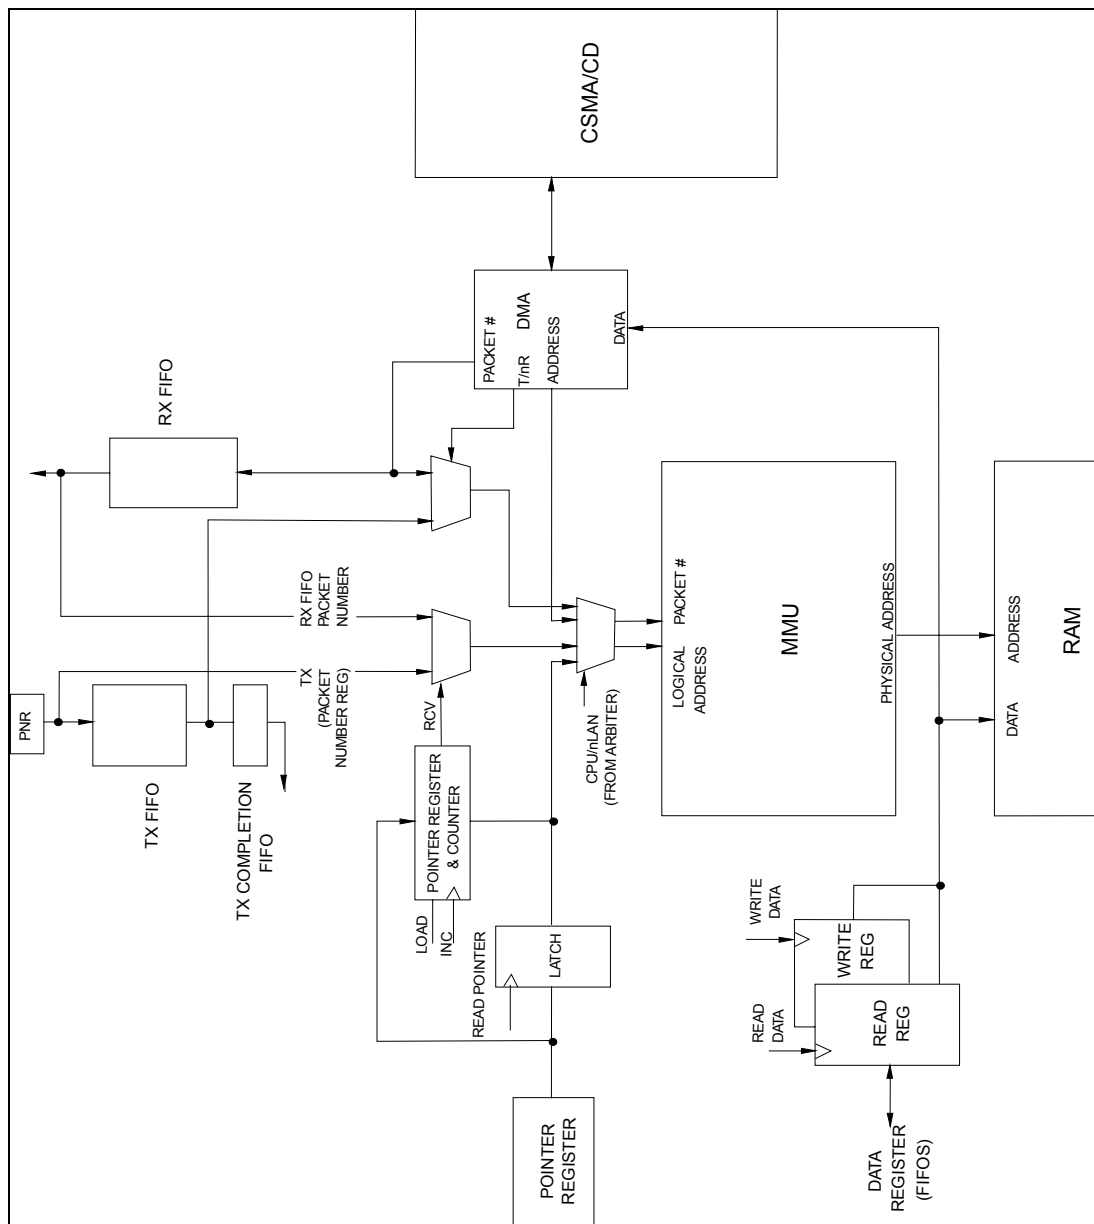 CSMA/CD
PACKET #
T/nR
DMA
ADDRESS
DATA
RX FIFO
RX FIFO
PACKET
NUMBER
TX
(PACKET
NUMBER REG)
PNR
TX FIFO
TX COMPLETION
FIFO
RCV
POINTER REGISTER
& COUNTER
LOAD
INC
CPU/nLAN
(FROM ARBITER)
PACKET #
LOGICAL
ADDRESS
MMU
PHYSICAL ADDRESS
ADDRESS
DATA
RAM
READ POINTER
LATCH
POINTER
REGISTER
WRITE
DATA
WRITE
REG
READ
DATA
READ
REG
DATA
REGISTER
(FIFOS)